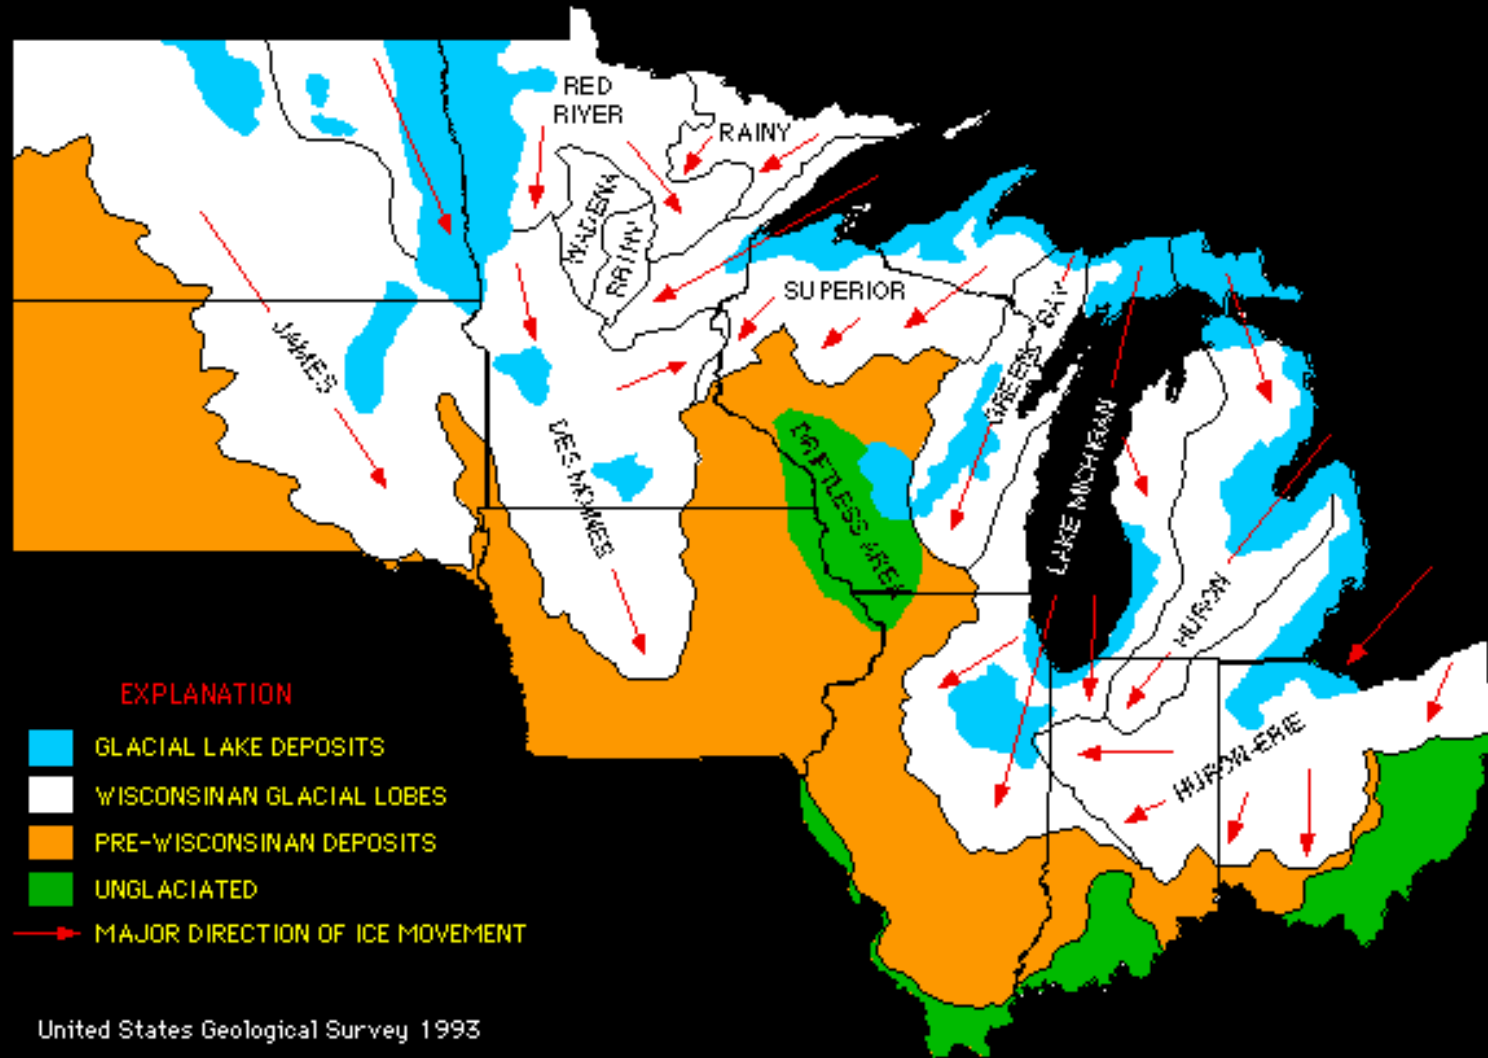 RED
RIVER
RAINY
WADENA
RAINY
SUPERIOR
JAMES
GREEN BAY
DES MOINES
DRIFTLESS AREA
LAKE MICHIGAN
HURON
HURON-ERIE
EXPLANATION
GLACIAL LAKE DEPOSITS
WISCONSINAN GLACIAL LOBES
PRE-WISCONSINAN DEPOSITS
UNGLACIATED
MAJOR DIRECTION OF ICE MOVEMENT
United States Geological Survey 1993